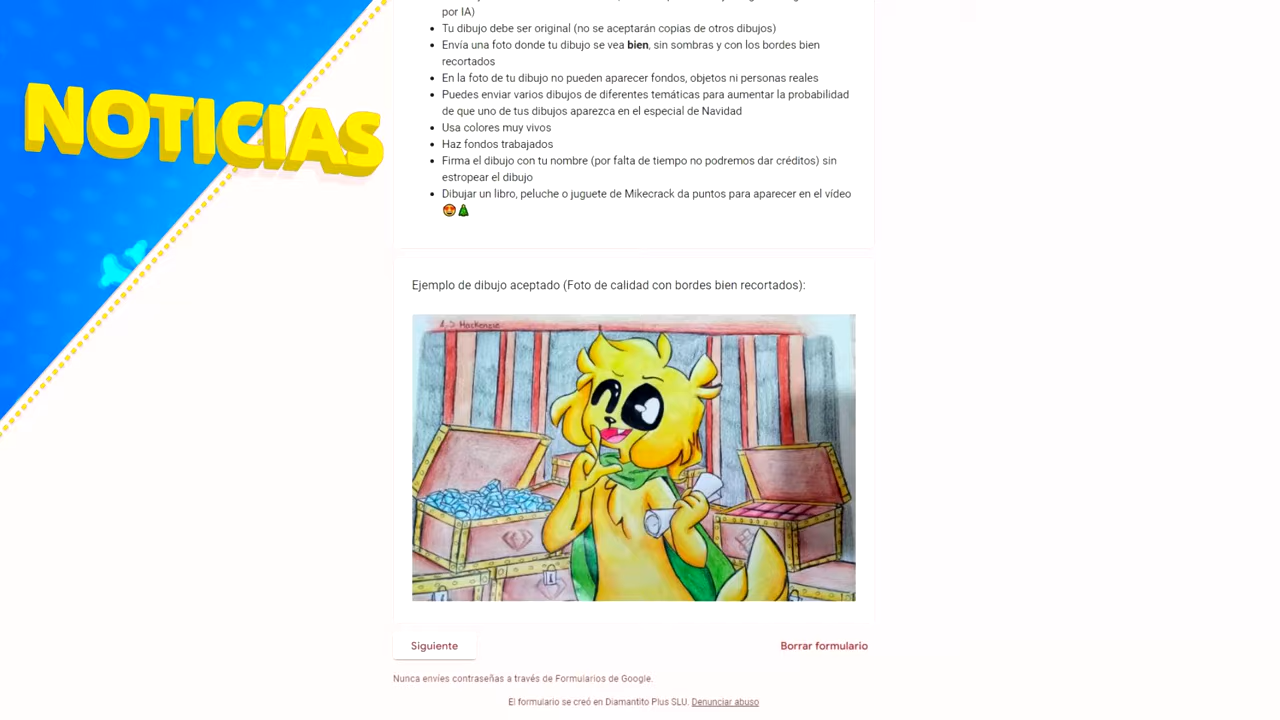 NOTICIAS
por IA)
• Tu dibujo debe ser original (no se aceptarán copias de otros dibujos)
• Envía una foto donde tu dibujo se vea bien, sin sombras y con los bordes bien
recortados
• En la foto de tu dibujo no pueden aparecer fondos, objetos ni personas reales
• Puedes enviar varios dibujos de diferentes temáticas para aumentar la probabilidad
de que uno de tus dibujos aparezca en el especial de Navidad
• Usa colores muy vivos
• Haz fondos trabajados
• Firma el dibujo con tu nombre (por falta de tiempo no podremos dar créditos) sin
estropear el dibujo
• Dibujar un libro, peluche o juguete de Mikecrack da puntos para aparecer en el vídeo
😍🎄
Ejemplo de dibujo aceptado (Foto de calidad con bordes bien recortados):
Mackenzie
Siguiente
Borrar formulario
Nunca envíes contraseñas a través de Formularios de Google.
El formulario se creó en Diamantito Plus SLU. Denunciar abuso